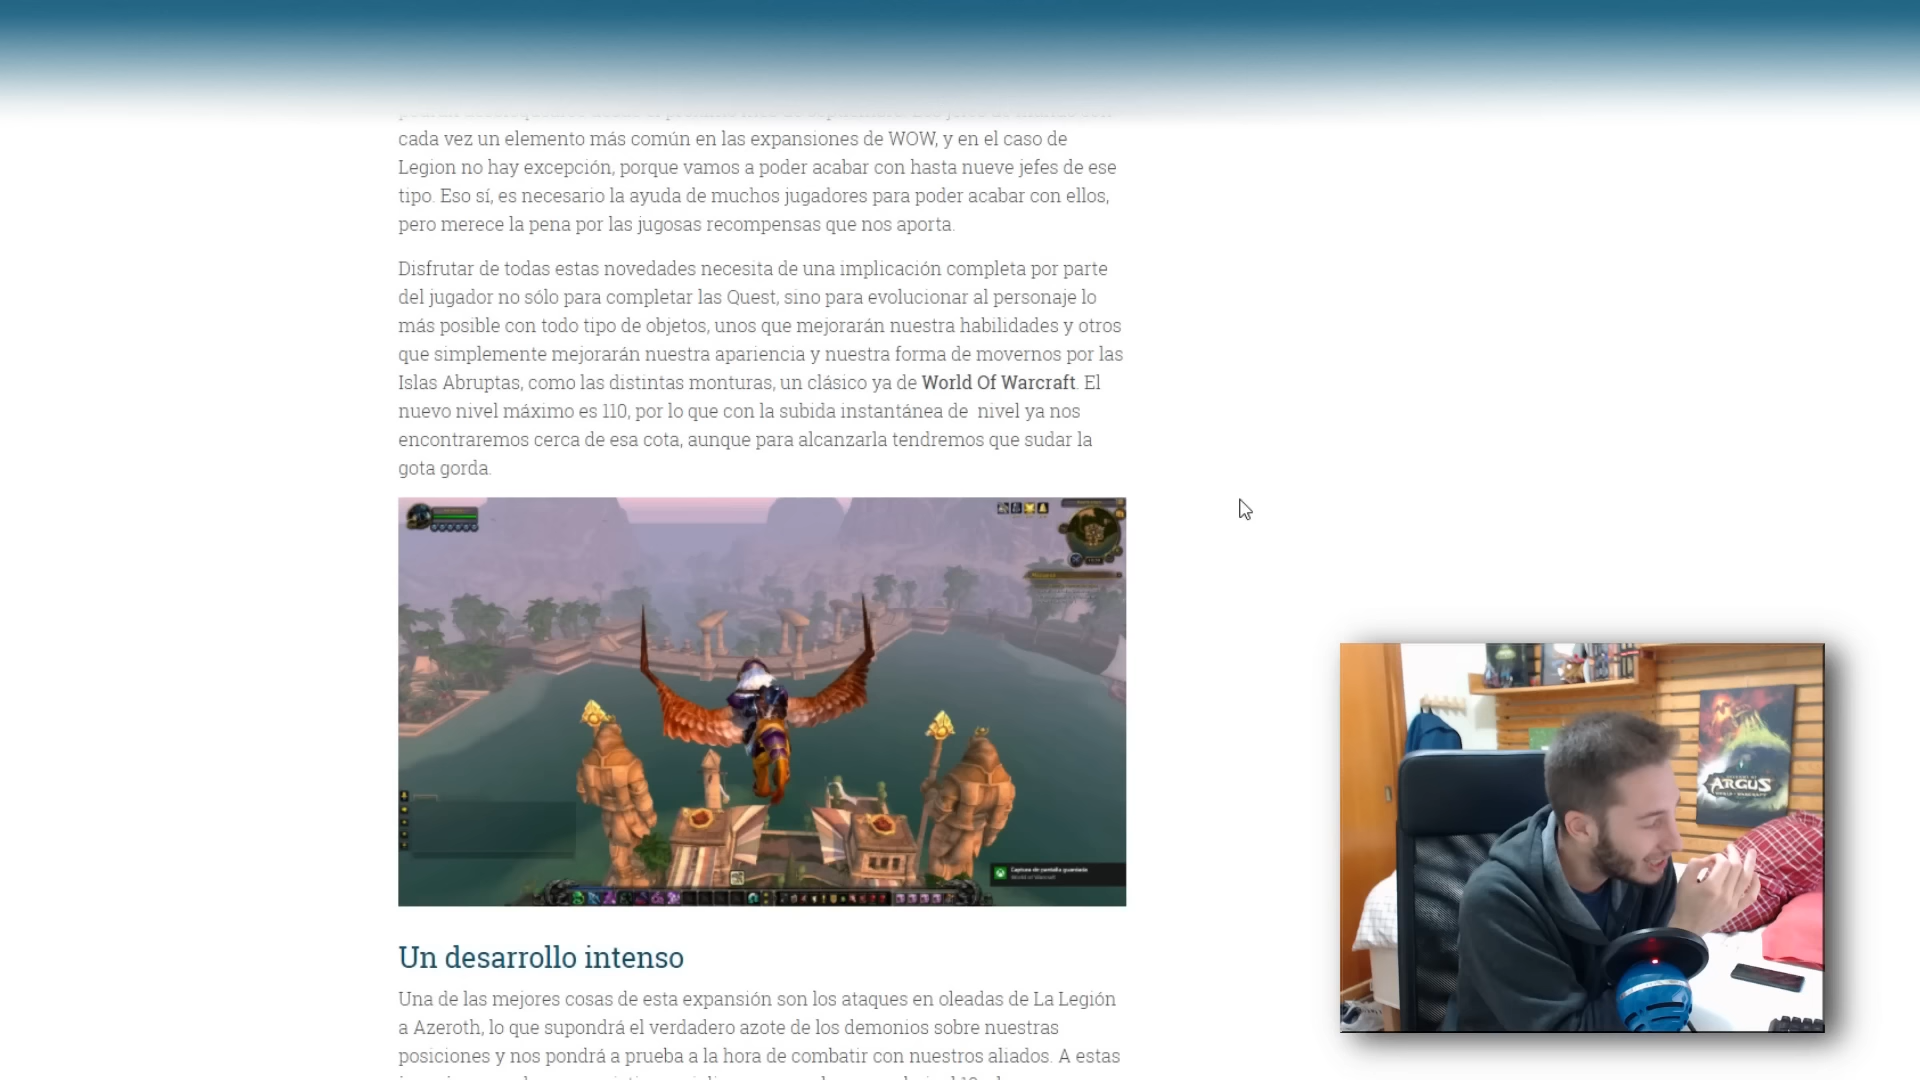 cada vez un elemento más común en las expansiones de WOW, y en el caso de
Legion no hay excepción, porque vamos a poder acabar con hasta nueve jefes de ese
tipo. Eso sí, es necesario la ayuda de muchos jugadores para poder acabar con ellos,
pero merece la pena por las jugosas recompensas que nos aporta.
Disfrutar de todas estas novedades necesita de una implicación completa por parte
del jugador no sólo para completar las Quest, sino para evolucionar al personaje lo
más posible con todo tipo de objetos, unos que mejorarán nuestra habilidades y otros
que simplemente mejorarán nuestra apariencia y nuestra forma de movernos por las
Islas Abruptas, como las distintas monturas, un clásico ya de World Of Warcraft. El
nuevo nivel máximo es 110, por lo que con la subida instantánea de nivel ya nos
encontraremos cerca de esa cota, aunque para alcanzarla tendremos que sudar la
gota gorda.
Captura de pantalla guardada
World of Warcraft
ARGUS
Un desarrollo intenso
Una de las mejores cosas de esta expansión son los ataques en oleadas de La Legión
a Azeroth, lo que supondrá el verdadero azote de los demonios sobre nuestras
posiciones y nos pondrá a prueba a la hora de combatir con nuestros aliados. A estas